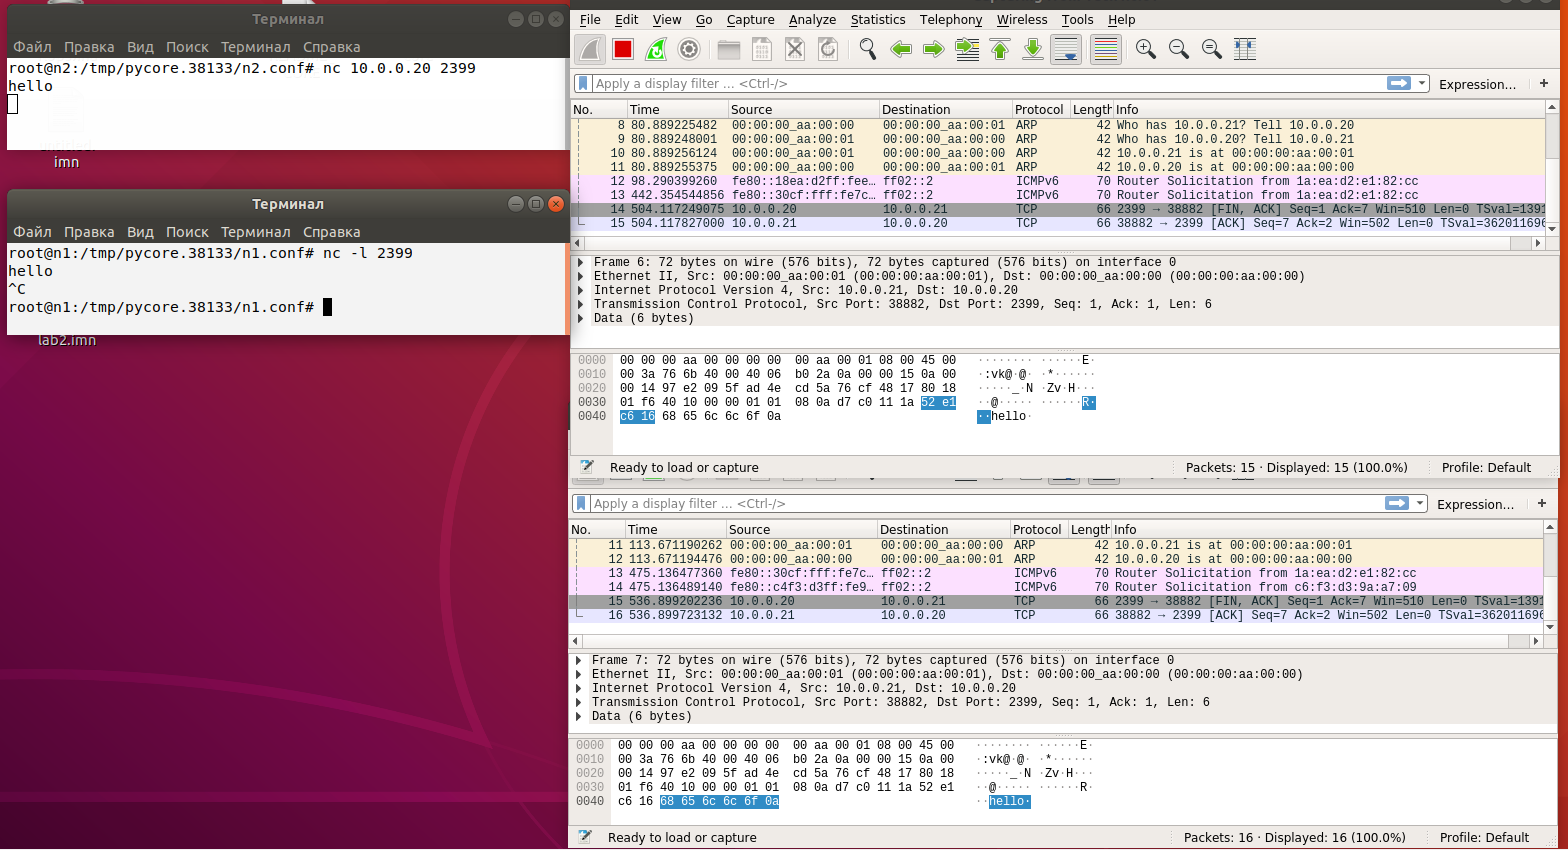 Терминал
Файл Правка Вид Поиск Терминал Справка
root@n2:/tmp/pycore.38133/n2.conf# nc 10.0.0.20 2399
hello
imn
Терминал
Файл Правка Вид Поиск Терминал Справка
root@n1:/tmp/pycore.38133/n1.conf# nc -l 2399
hello
^C
root@n1:/tmp/pycore.38133/n1.conf#
lab2.imn
File Edit View Go Capture Analyze Statistics Telephony Wireless Tools Help
Apply a display filter … <Ctrl-/> Expression… +
No. Time Source Destination Protocol Length Info
8 80.889225482 00:00:00_aa:00:00 00:00:00_aa:00:01 ARP 42 Who has 10.0.0.21? Tell 10.0.0.20
9 80.889248001 00:00:00_aa:00:01 00:00:00_aa:00:00 ARP 42 Who has 10.0.0.20? Tell 10.0.0.21
10 80.889256124 00:00:00_aa:00:01 00:00:00_aa:00:00 ARP 42 10.0.0.21 is at 00:00:00:aa:00:01
11 80.889255375 00:00:00_aa:00:00 00:00:00_aa:00:01 ARP 42 10.0.0.20 is at 00:00:00:aa:00:00
12 98.290399260 fe80::18ea:d2ff:fee… ff02::2 ICMPv6 70 Router Solicitation from 1a:ea:d2:e1:82:cc
13 442.354544856 fe80::30cf:fff:fe7c… ff02::2 ICMPv6 70 Router Solicitation from 1a:ea:d2:e1:82:cc
14 504.117249075 10.0.0.20 10.0.0.21 TCP 66 2399 → 38882 [FIN, ACK] Seq=1 Ack=7 Win=510 Len=0 TSval=1391
15 504.117827000 10.0.0.21 10.0.0.20 TCP 66 38882 → 2399 [ACK] Seq=7 Ack=2 Win=502 Len=0 TSval=362011696
Frame 6: 72 bytes on wire (576 bits), 72 bytes captured (576 bits) on interface 0
Ethernet II, Src: 00:00:00_aa:00:01 (00:00:00:aa:00:01), Dst: 00:00:00_aa:00:00 (00:00:00:aa:00:00)
Internet Protocol Version 4, Src: 10.0.0.21, Dst: 10.0.0.20
Transmission Control Protocol, Src Port: 38882, Dst Port: 2399, Seq: 1, Ack: 1, Len: 6
Data (6 bytes)
0000 00 00 00 aa 00 00 00 00 00 aa 00 01 08 00 45 00 ········ ······E·
0010 00 3a 76 6b 40 00 40 06 b0 2a 0a 00 00 15 0a 00 ·:vk@·@· ·*······
0020 00 14 97 e2 09 5f ad 4e cd 5a 76 cf 48 17 80 18 ·····_·N ·Zv·H···
0030 01 f6 40 10 00 00 01 01 08 0a d7 c0 11 1a 52 e1 ··@····· ······R·
0040 c6 16 68 65 6c 6c 6f 0a ··hello·
Ready to load or capture Packets: 15 · Displayed: 15 (100.0%) Profile: Default
Apply a display filter … <Ctrl-/> Expression… +
No. Time Source Destination Protocol Length Info
11 113.671190262 00:00:00_aa:00:01 00:00:00_aa:00:00 ARP 42 10.0.0.21 is at 00:00:00:aa:00:01
12 113.671194476 00:00:00_aa:00:00 00:00:00_aa:00:01 ARP 42 10.0.0.20 is at 00:00:00:aa:00:00
13 475.136477360 fe80::30cf:fff:fe7c… ff02::2 ICMPv6 70 Router Solicitation from 1a:ea:d2:e1:82:cc
14 475.136489140 fe80::c4f3:d3ff:fe9… ff02::2 ICMPv6 70 Router Solicitation from c6:f3:d3:9a:a7:09
15 536.899202236 10.0.0.20 10.0.0.21 TCP 66 2399 → 38882 [FIN, ACK] Seq=1 Ack=7 Win=510 Len=0 TSval=1391
16 536.899723132 10.0.0.21 10.0.0.20 TCP 66 38882 → 2399 [ACK] Seq=7 Ack=2 Win=502 Len=0 TSval=362011696
Frame 7: 72 bytes on wire (576 bits), 72 bytes captured (576 bits) on interface 0
Ethernet II, Src: 00:00:00_aa:00:01 (00:00:00:aa:00:01), Dst: 00:00:00_aa:00:00 (00:00:00:aa:00:00)
Internet Protocol Version 4, Src: 10.0.0.21, Dst: 10.0.0.20
Transmission Control Protocol, Src Port: 38882, Dst Port: 2399, Seq: 1, Ack: 1, Len: 6
Data (6 bytes)
0000 00 00 00 aa 00 00 00 00 00 aa 00 01 08 00 45 00 ········ ······E·
0010 00 3a 76 6b 40 00 40 06 b0 2a 0a 00 00 15 0a 00 ·:vk@·@· ·*······
0020 00 14 97 e2 09 5f ad 4e cd 5a 76 cf 48 17 80 18 ·····_·N ·Zv·H···
0030 01 f6 40 10 00 00 01 01 08 0a d7 c0 11 1a 52 e1 ··@····· ······R·
0040 c6 16 68 65 6c 6c 6f 0a ··hello·
Ready to load or capture Packets: 16 · Displayed: 16 (100.0%) Profile: Default